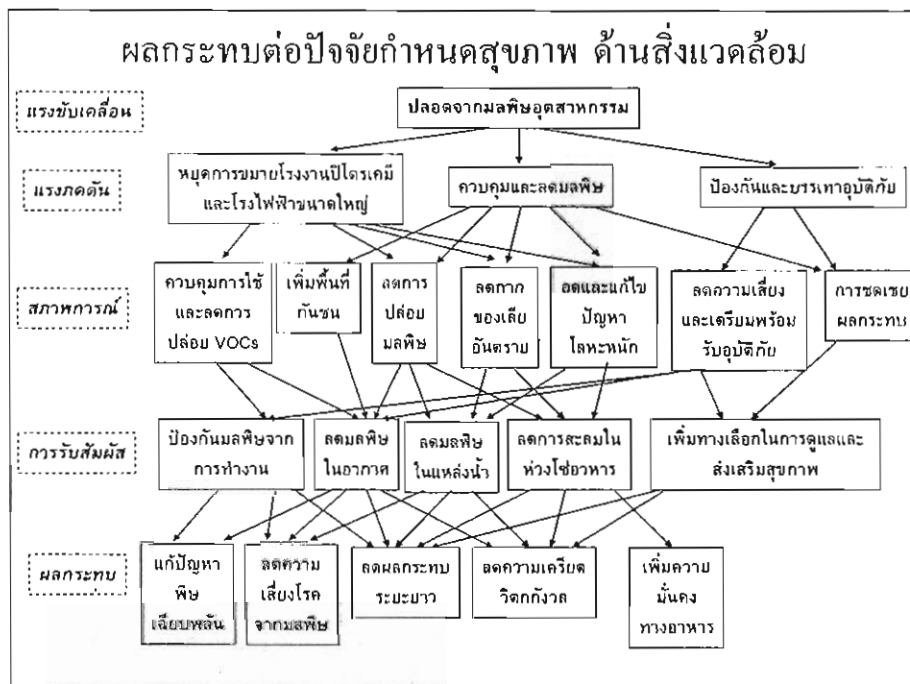 ผลกระทบต่อปัจจัยกำหนดสุขภาพ ด้านสิ่งแวดล้อม
แรงขับเคลื่อน
ปลอดจากมลพิษอุตสาหกรรม
แรงกดดัน
หยุดการขยายโรงงานปิโตรเคมี
และโรงไฟฟ้าขนาดใหญ่
ควบคุมและลดมลพิษ
ป้องกันและบรรเทาอุบัติภัย
สภาพการณ์
ควบคุมการใช้
และลดการ
ปล่อย VOCs
เพิ่มพื้นที่
กันชน
ลดการ
ปล่อย
มลพิษ
ลดกาก
ของเสีย
อันตราย
ลดและแก้ไข
ปัญหา
โลหะหนัก
ลดความเสี่ยง
และเตรียมพร้อม
รับอุบัติภัย
การชดเชย
ผลกระทบ
การรับสัมผัส
ป้องกันมลพิษจาก
การทำงาน
ลดมลพิษ
ในอากาศ
ลดมลพิษ
ในแหล่งน้ำ
ลดการสะสมใน
ห่วงโซ่อาหาร
เพิ่มทางเลือกในการดูแลและ
ส่งเสริมสุขภาพ
ผลกระทบ
แก้ปัญหา
พิษ
เฉียบพลัน
ลดความ
เสี่ยงโรค
จากมลพิษ
ลดผลกระทบ
ระยะยาว
ลดความเครียด
วิตกกังวล
เพิ่มความ
มั่นคง
ทางอาหาร